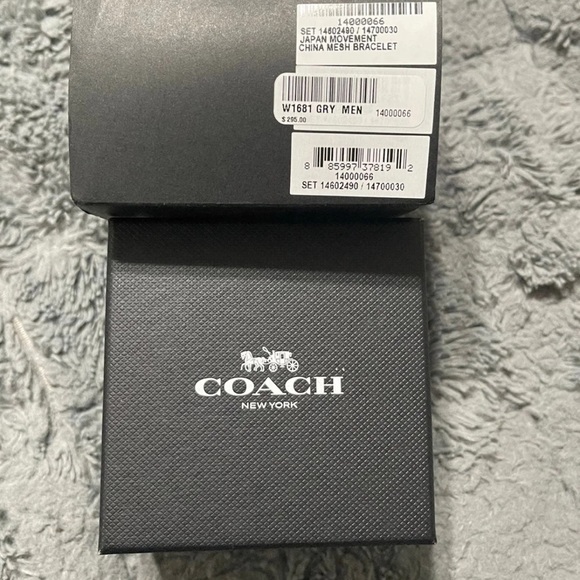 14000066
SET 14602490 / 14700030
JAPAN MOVEMENT
CHINA MESH BRACELET
W1681 GRY MEN 14000066
$ 295.00
8 85997 37819 2
14000066
SET 14602490 / 14700030
COACH
NEW YORK